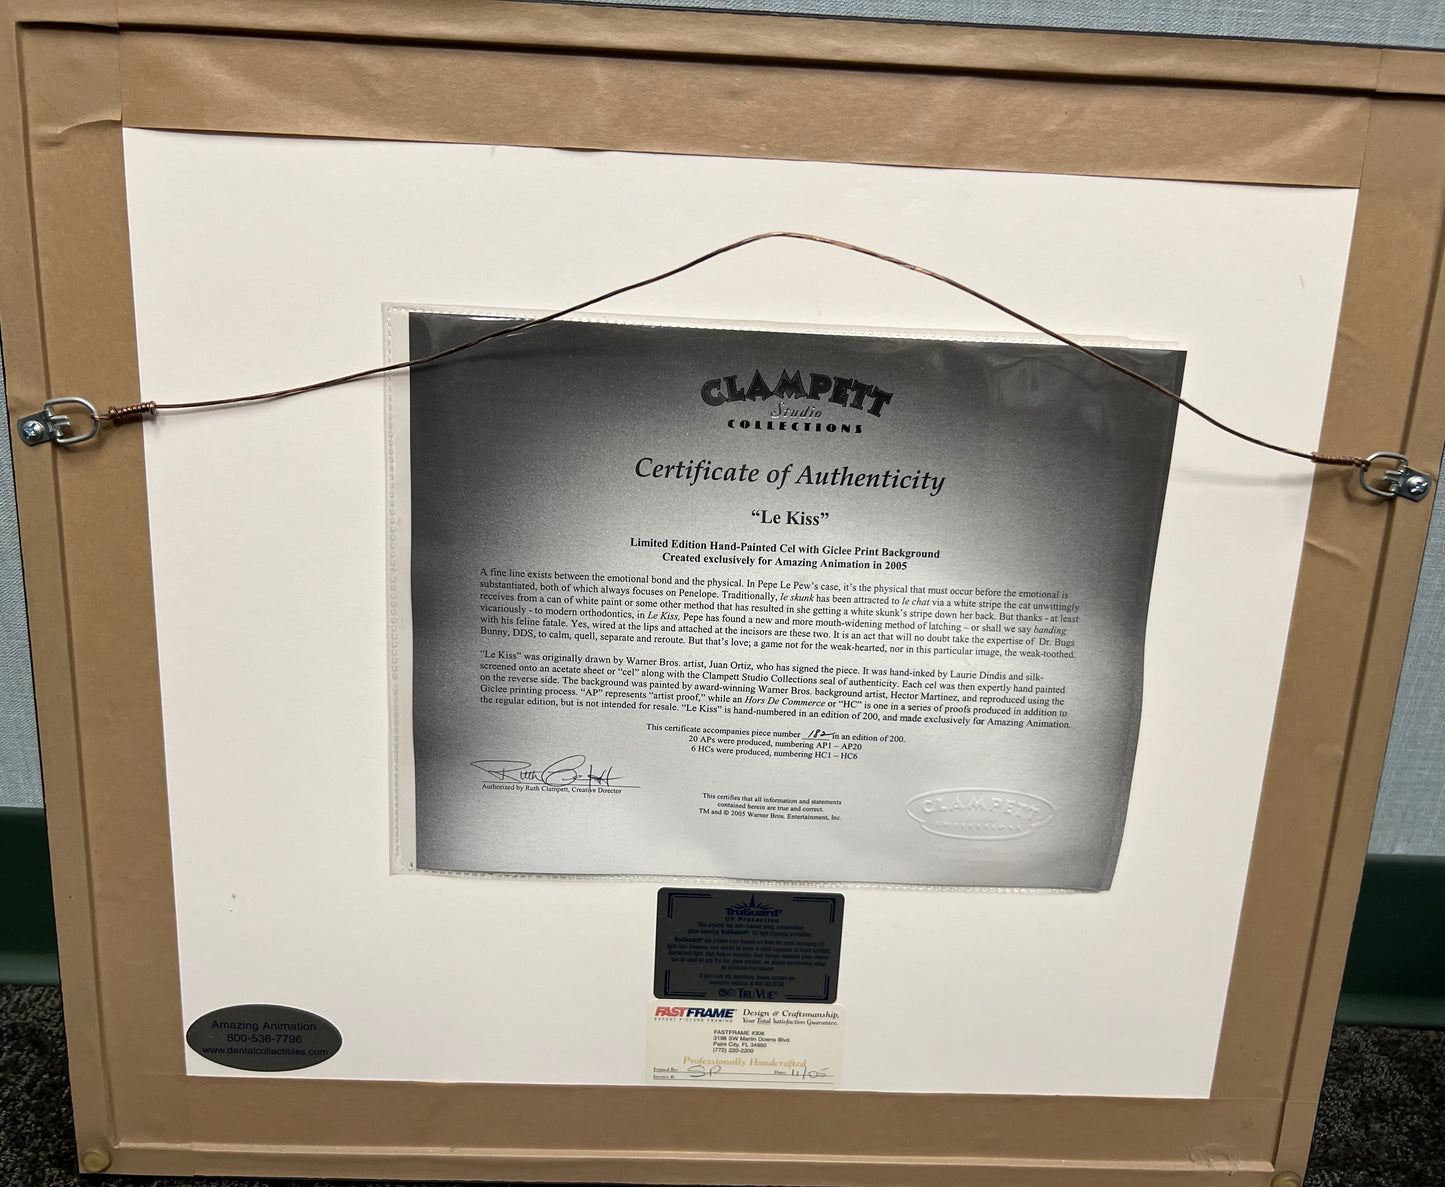 CLAMPETT
Studio
COLLECTIONS
Certificate of Authenticity
“Le Kiss”
Limited Edition Hand-Painted Cel with Giclee Print Background
Created exclusively for Amazing Animation in 2005
A fine line exists between the emotional bond and the physical. In Pepe Le Pew's case, it's the physical that must occur before the emotional is
substantiated, both of which always focuses on Penelope. Traditionally, le skunk has been attracted to le chat via a white stripe the cat unwittingly
receives from a can of white paint or some other method that has resulted in she getting a white skunk's stripe down her back. But thanks - at least
vicariously - to modern orthodontics, in Le Kiss, Pepe has found a new and more mouth-widening method of latching – or shall we say banding
with his feline fatale. Yes, wired at the lips and attached at the incisors are these two. It is an act that will no doubt take the expertise of Dr. Bugs
Bunny, DDS, to calm, quell, separate and reroute. But that's love; a game not for the weak-hearted, nor in this particular image, the weak-toothed.
“Le Kiss” was originally drawn by Warner Bros. artist, Juan Ortiz, who has signed the piece. It was hand-inked by Laurie Dindis and silk-
screened onto an acetate sheet or “cel” along with the Clampett Studio Collections seal of authenticity. Each cel was then expertly hand painted
on the reverse side. The background was painted by award-winning Warner Bros. background artist, Hector Martinez, and reproduced using the
Giclee printing process. “AP” represents “artist proof,” while an Hors De Commerce or “HC” is one in a series of proofs produced in addition to
the regular edition, but is not intended for resale. “Le Kiss” is hand-numbered in an edition of 200, and made exclusively for Amazing Animation.
This certificate accompanies piece number 182 in an edition of 200.
20 APs were produced, numbering AP1 – AP20
6 HCs were produced, numbering HC1 – HC6
Ruth Clampett
Authorized by Ruth Clampett, Creative Director
This certifies that all information and statements
contained herein are true and correct.
TM and © 2005 Warner Bros. Entertainment, Inc.
CLAMPETT
COLLECTIONS
TruGuard®
UV Protection
TRU VUE®
FASTFRAME
EXPERT PICTURE FRAMING
Design & Craftsmanship,
Your Total Satisfaction Guarantee.
FASTFRAME #306
3198 SW Martin Downs Blvd.
Palm City, FL 34990
(772) 220-2200
Professionally Handcrafted
Framed By: SP Date: 11/05
Invoice #:
Amazing Animation
800-536-7796
www.dentalcollectibles.com